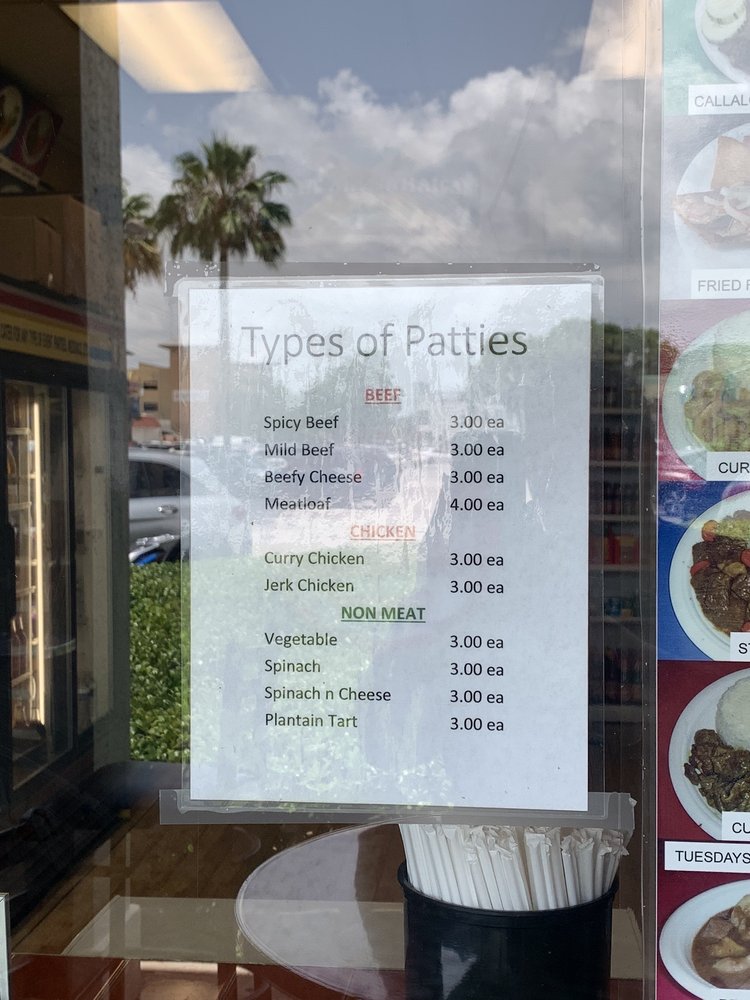 Types of Patties
BEEF
Spicy Beef 3.00 ea
Mild Beef 3.00 ea
Beefy Cheese 3.00 ea
Meatloaf 4.00 ea
CHICKEN
Curry Chicken 3.00 ea
Jerk Chicken 3.00 ea
NON MEAT
Vegetable 3.00 ea
Spinach 3.00 ea
Spinach n Cheese 3.00 ea
Plantain Tart 3.00 ea
CALLAL
FRIED
CUR
ST
CU
TUESDAYS